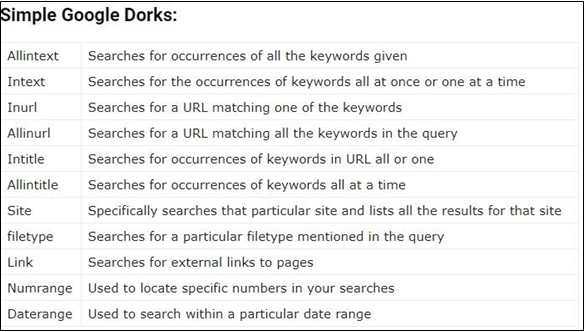 Simple Google Dorks:
Allintext Searches for occurrences of all the keywords given
Intext Searches for the occurrences of keywords all at once or one at a time
Inurl Searches for a URL matching one of the keywords
Allinurl Searches for a URL matching all the keywords in the query
Intitle Searches for occurrences of keywords in URL all or one
Allintitle Searches for occurrences of keywords all at a time
Site Specifically searches that particular site and lists all the results for that site
filetype Searches for a particular filetype mentioned in the query
Link Searches for external links to pages
Numrange Used to locate specific numbers in your searches
Daterange Used to search within a particular date range